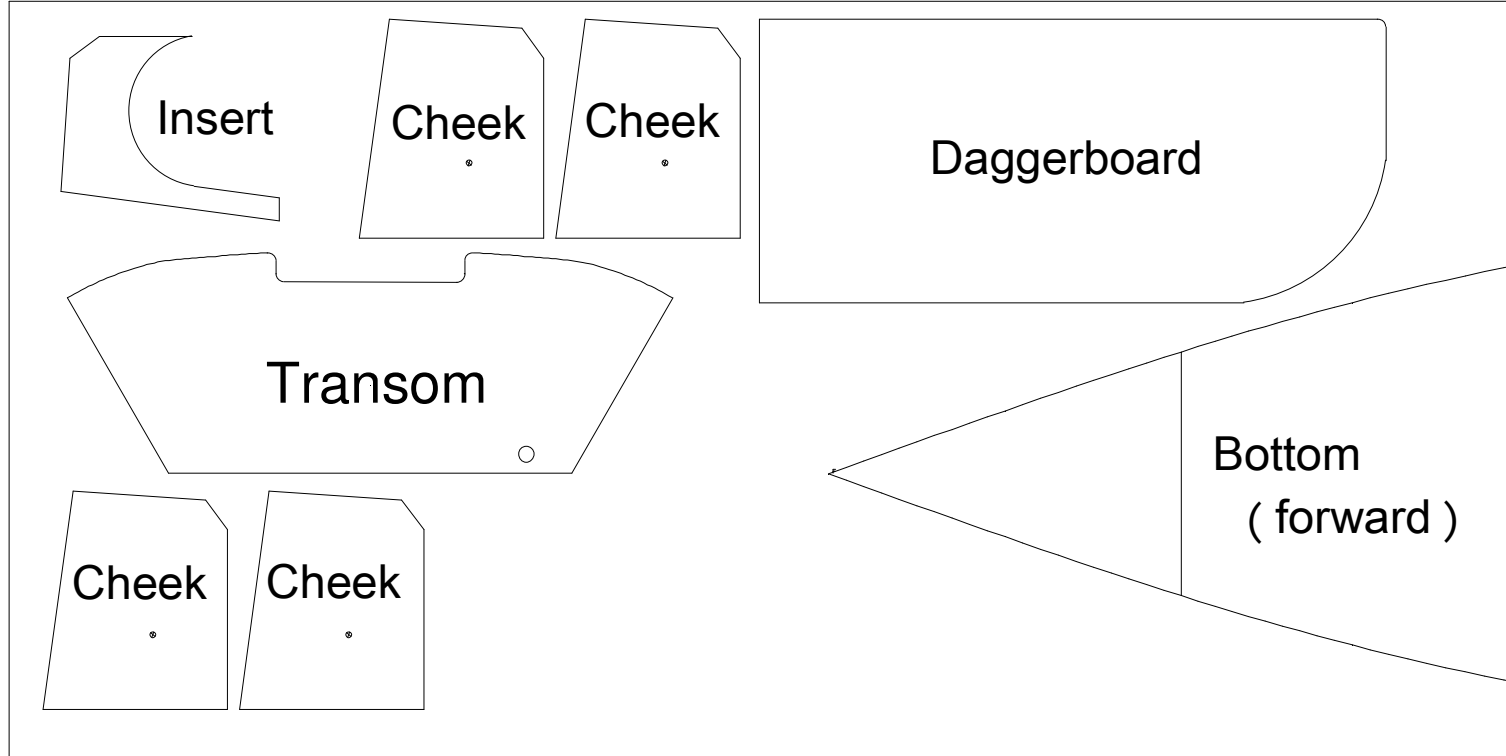 Insert
Cheek
Cheek
Daggerboard
Transom
Bottom
( forward )
Cheek
Cheek